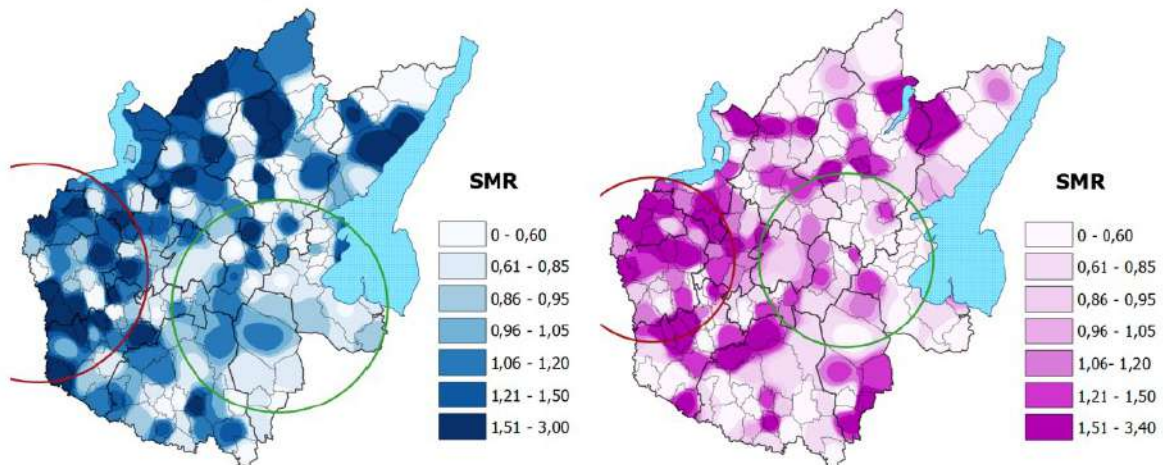 SMR
0 - 0,60
0,61 - 0,85
0,86 - 0,95
0,96 - 1,05
1,06 - 1,20
1,21 - 1,50
1,51 - 3,00
SMR
0 - 0,60
0,61 - 0,85
0,86 - 0,95
0,96 - 1,05
1,06- 1,20
1,21 - 1,50
1,51 - 3,40